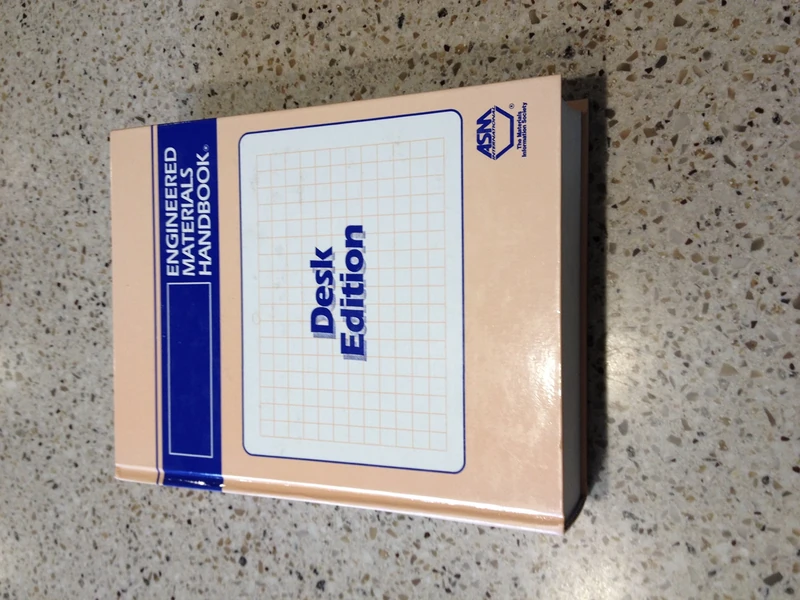 ENGINEERED
MATERIALS
HANDBOOK®
Desk
Edition
ASM
INTERNATIONAL
®
The Materials
Information Society